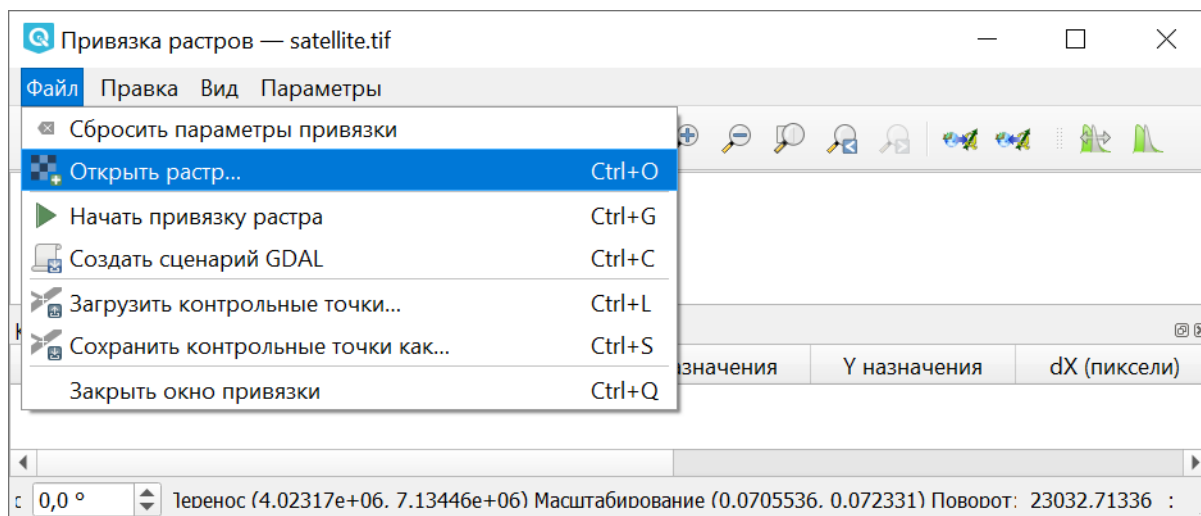 Привязка растров — satellite.tif
Файл Правка Вид Параметры
Сбросить параметры привязки
Открыть растр... Ctrl+O
Начать привязку растра Ctrl+G
Создать сценарий GDAL Ctrl+C
Загрузить контрольные точки... Ctrl+L
Сохранить контрольные точки как... Ctrl+S
Y назначения dX (пиксели)
Закрыть окно привязки Ctrl+Q
0,0 ° Перенос (4.02317e+06, 7.13446e+06) Масштабирование (0.0705536, 0.072331) Поворот: 23032.71336 :